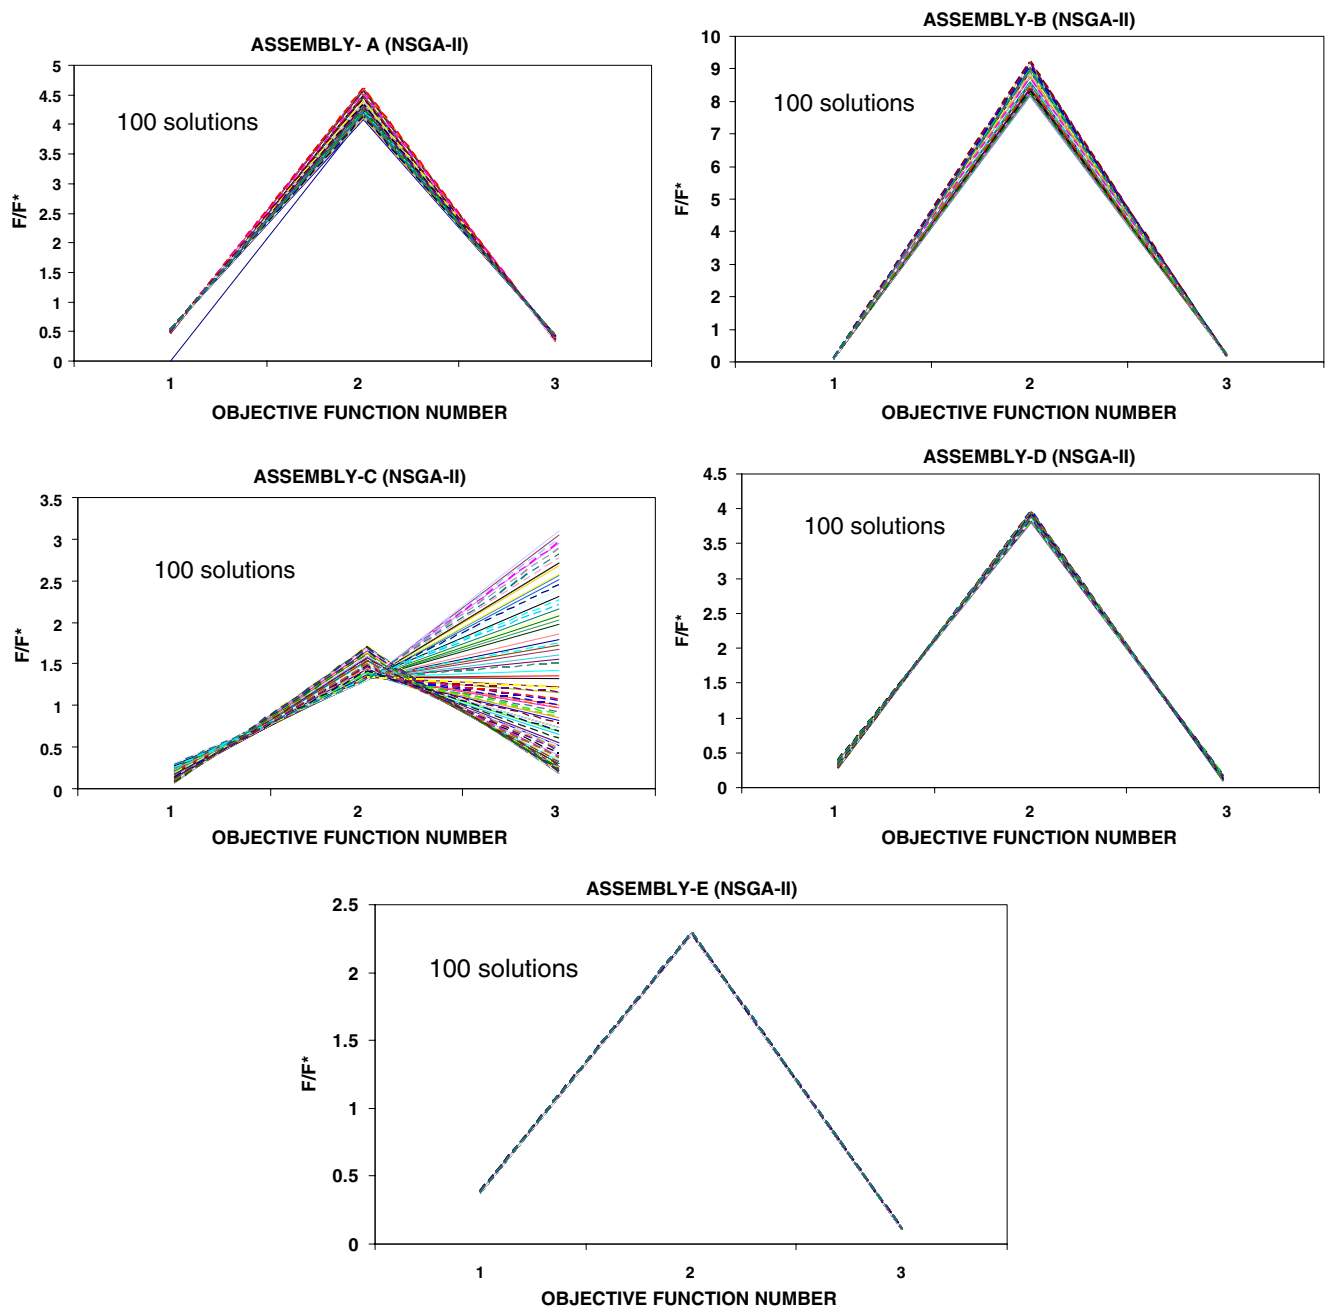 ASSEMBLY- A (NSGA-II)
5
4.5
4
3.5
3
2.5
2
1.5
1
0.5
0
F/F*
100 solutions
1 2 3
OBJECTIVE FUNCTION NUMBER
ASSEMBLY-B (NSGA-II)
10
9
8
7
6
5
4
3
2
1
0
F/F*
100 solutions
1 2 3
OBJECTIVE FUNCTION NUMBER
ASSEMBLY-C (NSGA-II)
3.5
3
2.5
2
1.5
1
0.5
0
F/F*
100 solutions
1 2 3
OBJECTIVE FUNCTION NUMBER
ASSEMBLY-D (NSGA-II)
4.5
4
3.5
3
2.5
2
1.5
1
0.5
0
F/F*
100 solutions
1 2 3
OBJECTIVE FUNCTION NUMBER
ASSEMBLY-E (NSGA-II)
2.5
2
1.5
1
0.5
0
F/F*
100 solutions
1 2 3
OBJECTIVE FUNCTION NUMBER